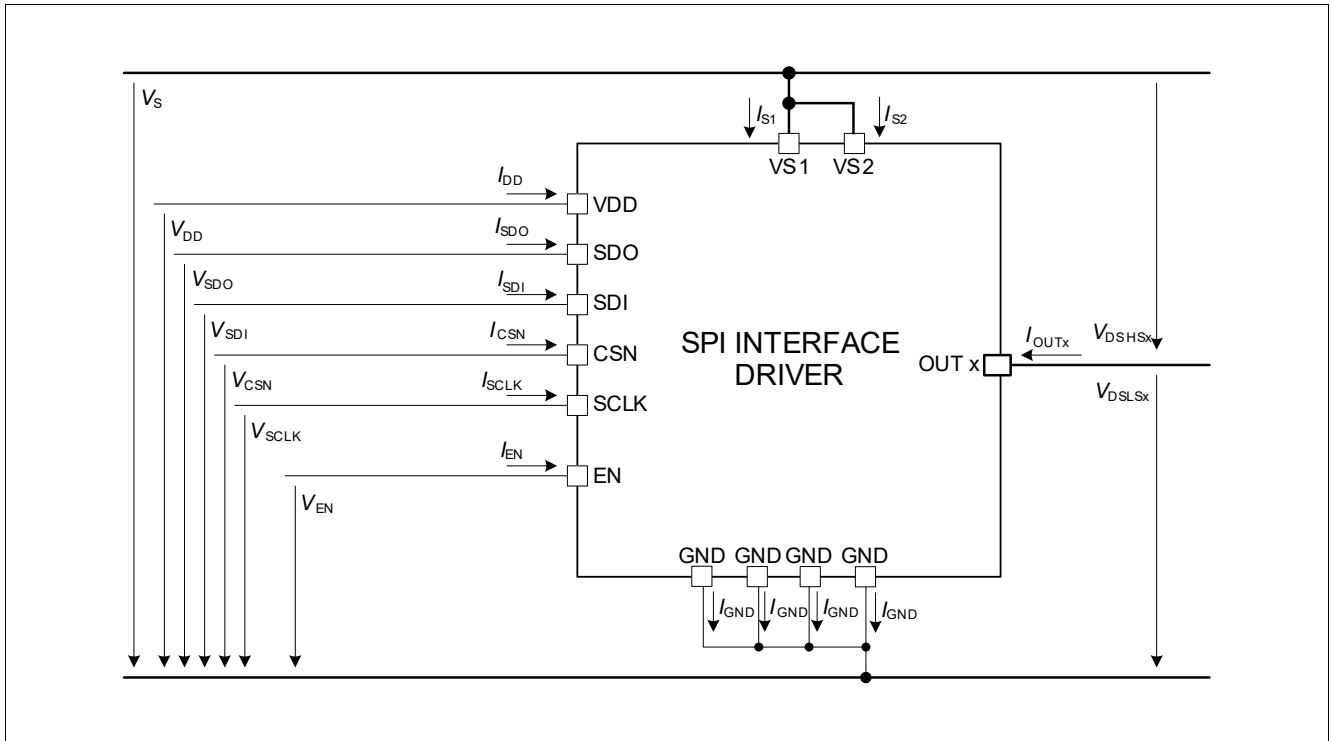 VS
IS1
IS2
VS1
VS2
IDD
VDD
VDD
ISDO
SDO
VSDO
ISDI
SDI
VSDI
ICSN
CSN
VCSN
ISCLK
SCLK
VSCLK
IEN
EN
VEN
SPI INTERFACE
DRIVER
OUT x
IOUTx
VDSHSx
VDSLSx
GND GND GND GND
IGND IGND IGND IGND